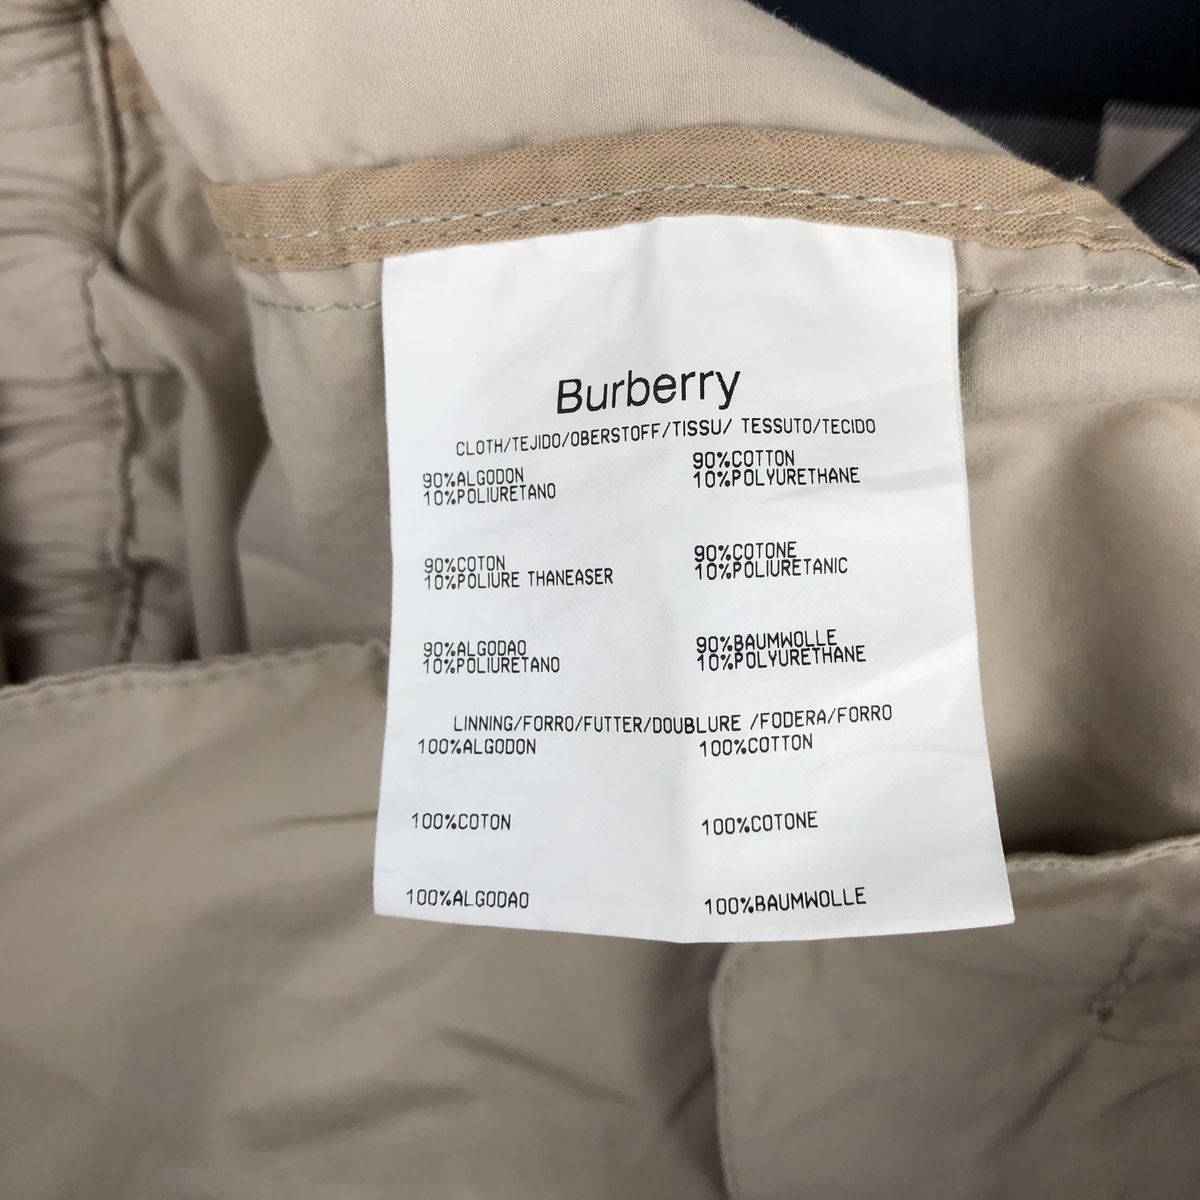 Burberry
CLOTH/TEJIDO/OBERSTOFF/TISSU/ TESSUTO/TECIDO
90%ALGODON
10%POLIURETANO
90%COTTON
10%POLYURETHANE
90%COTON
10%POLIURE THANEASER
90%COTONE
10%POLIURETANIC
90%ALGODAO
10%POLIURETANO
90%BAUMWOLLE
10%POLYURETHANE
LINNING/FORRO/FUTTER/DOUBLURE /FODERA/FORRO
100%ALGODON
100%COTTON
100%COTON
100%COTONE
100%ALGODAO
100%BAUMWOLLE